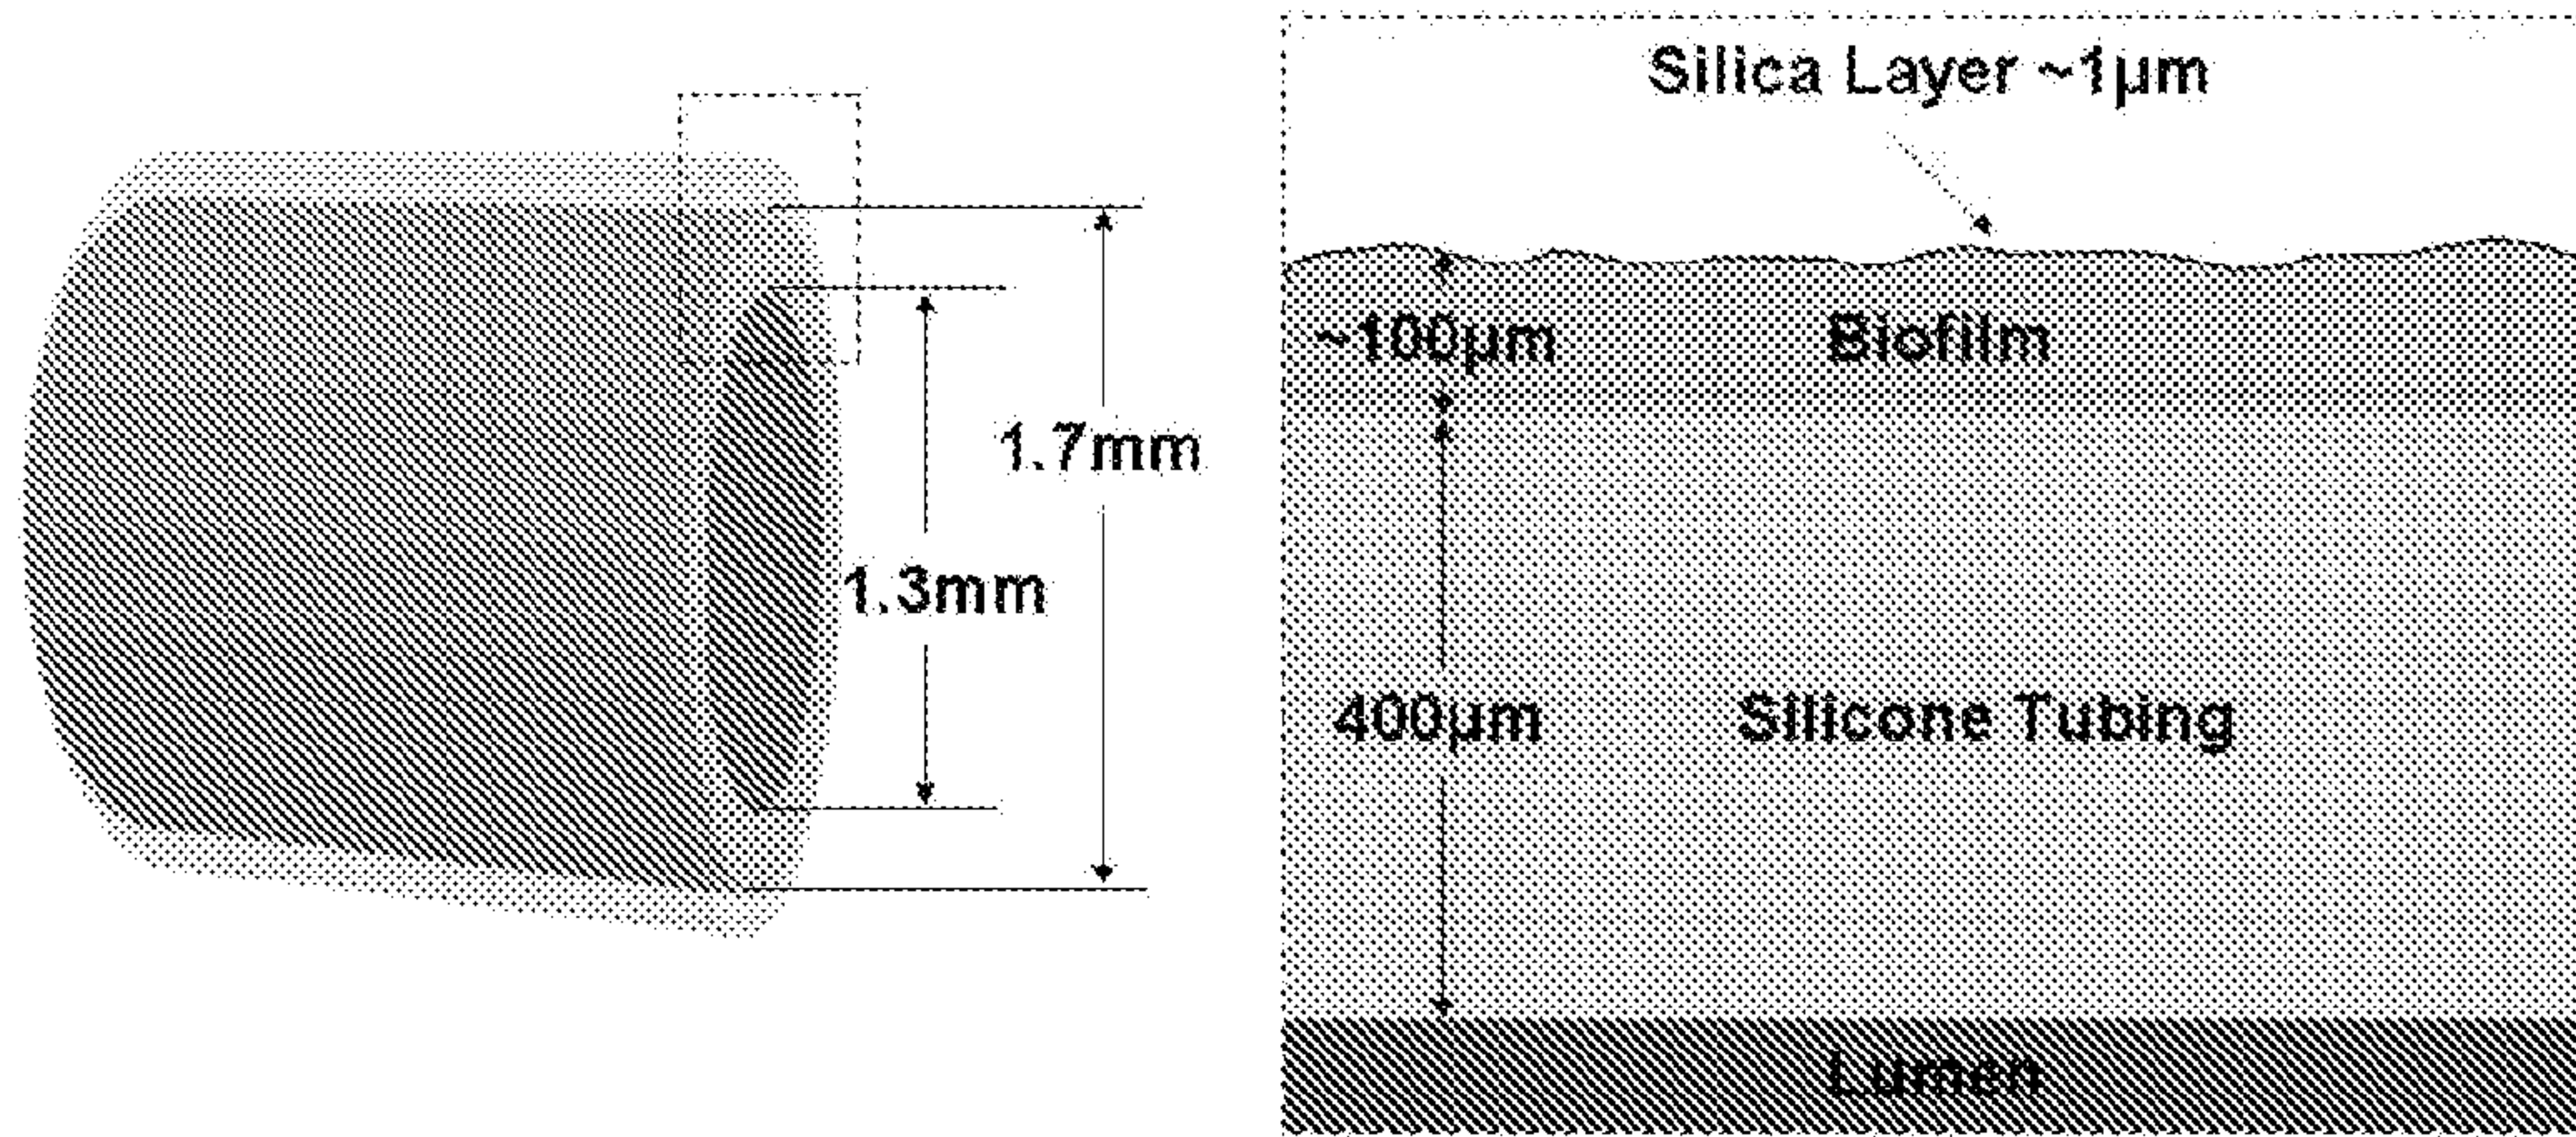 1.7mm
1.3mm
Silica Layer ~1µm
~100µm
Biofilm
400µm
Silicone Tubing
Lumen